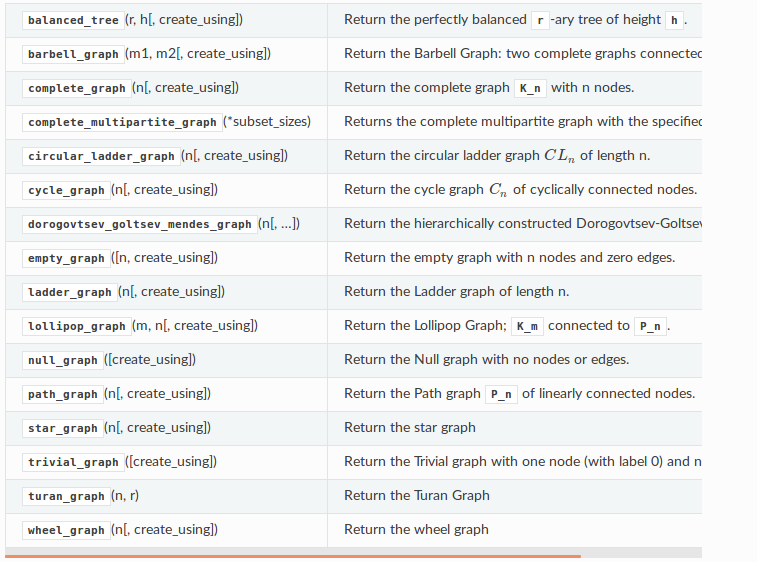 balanced_tree(r, h[, create_using]) Return the perfectly balanced r-ary tree of height h.
barbell_graph(m1, m2[, create_using]) Return the Barbell Graph: two complete graphs connected
complete_graph(n[, create_using]) Return the complete graph K_n with n nodes.
complete_multipartite_graph(*subset_sizes) Returns the complete multipartite graph with the specified
circular_ladder_graph(n[, create_using]) Return the circular ladder graph CLₙ of length n.
cycle_graph(n[, create_using]) Return the cycle graph Cₙ of cyclically connected nodes.
dorogovtsev_goltsev_mendes_graph(n[, ...]) Return the hierarchically constructed Dorogovtsev-Goltsev
empty_graph([n, create_using]) Return the empty graph with n nodes and zero edges.
ladder_graph(n[, create_using]) Return the Ladder graph of length n.
lollipop_graph(m, n[, create_using]) Return the Lollipop Graph; K_m connected to P_n.
null_graph([create_using]) Return the Null graph with no nodes or edges.
path_graph(n[, create_using]) Return the Path graph P_n of linearly connected nodes.
star_graph(n[, create_using]) Return the star graph
trivial_graph([create_using]) Return the Trivial graph with one node (with label 0) and n
turan_graph(n, r) Return the Turan Graph
wheel_graph(n[, create_using]) Return the wheel graph